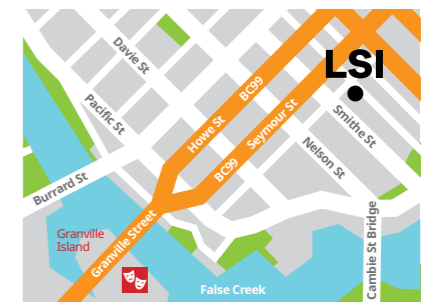 Davie St
LSI
BC99
Howe St
Seymour St
Smithe St
Pacific St
Nelson St
BC99
Burrard St
Granville Street
Granville
Island
Cambie St Bridge
False Creek